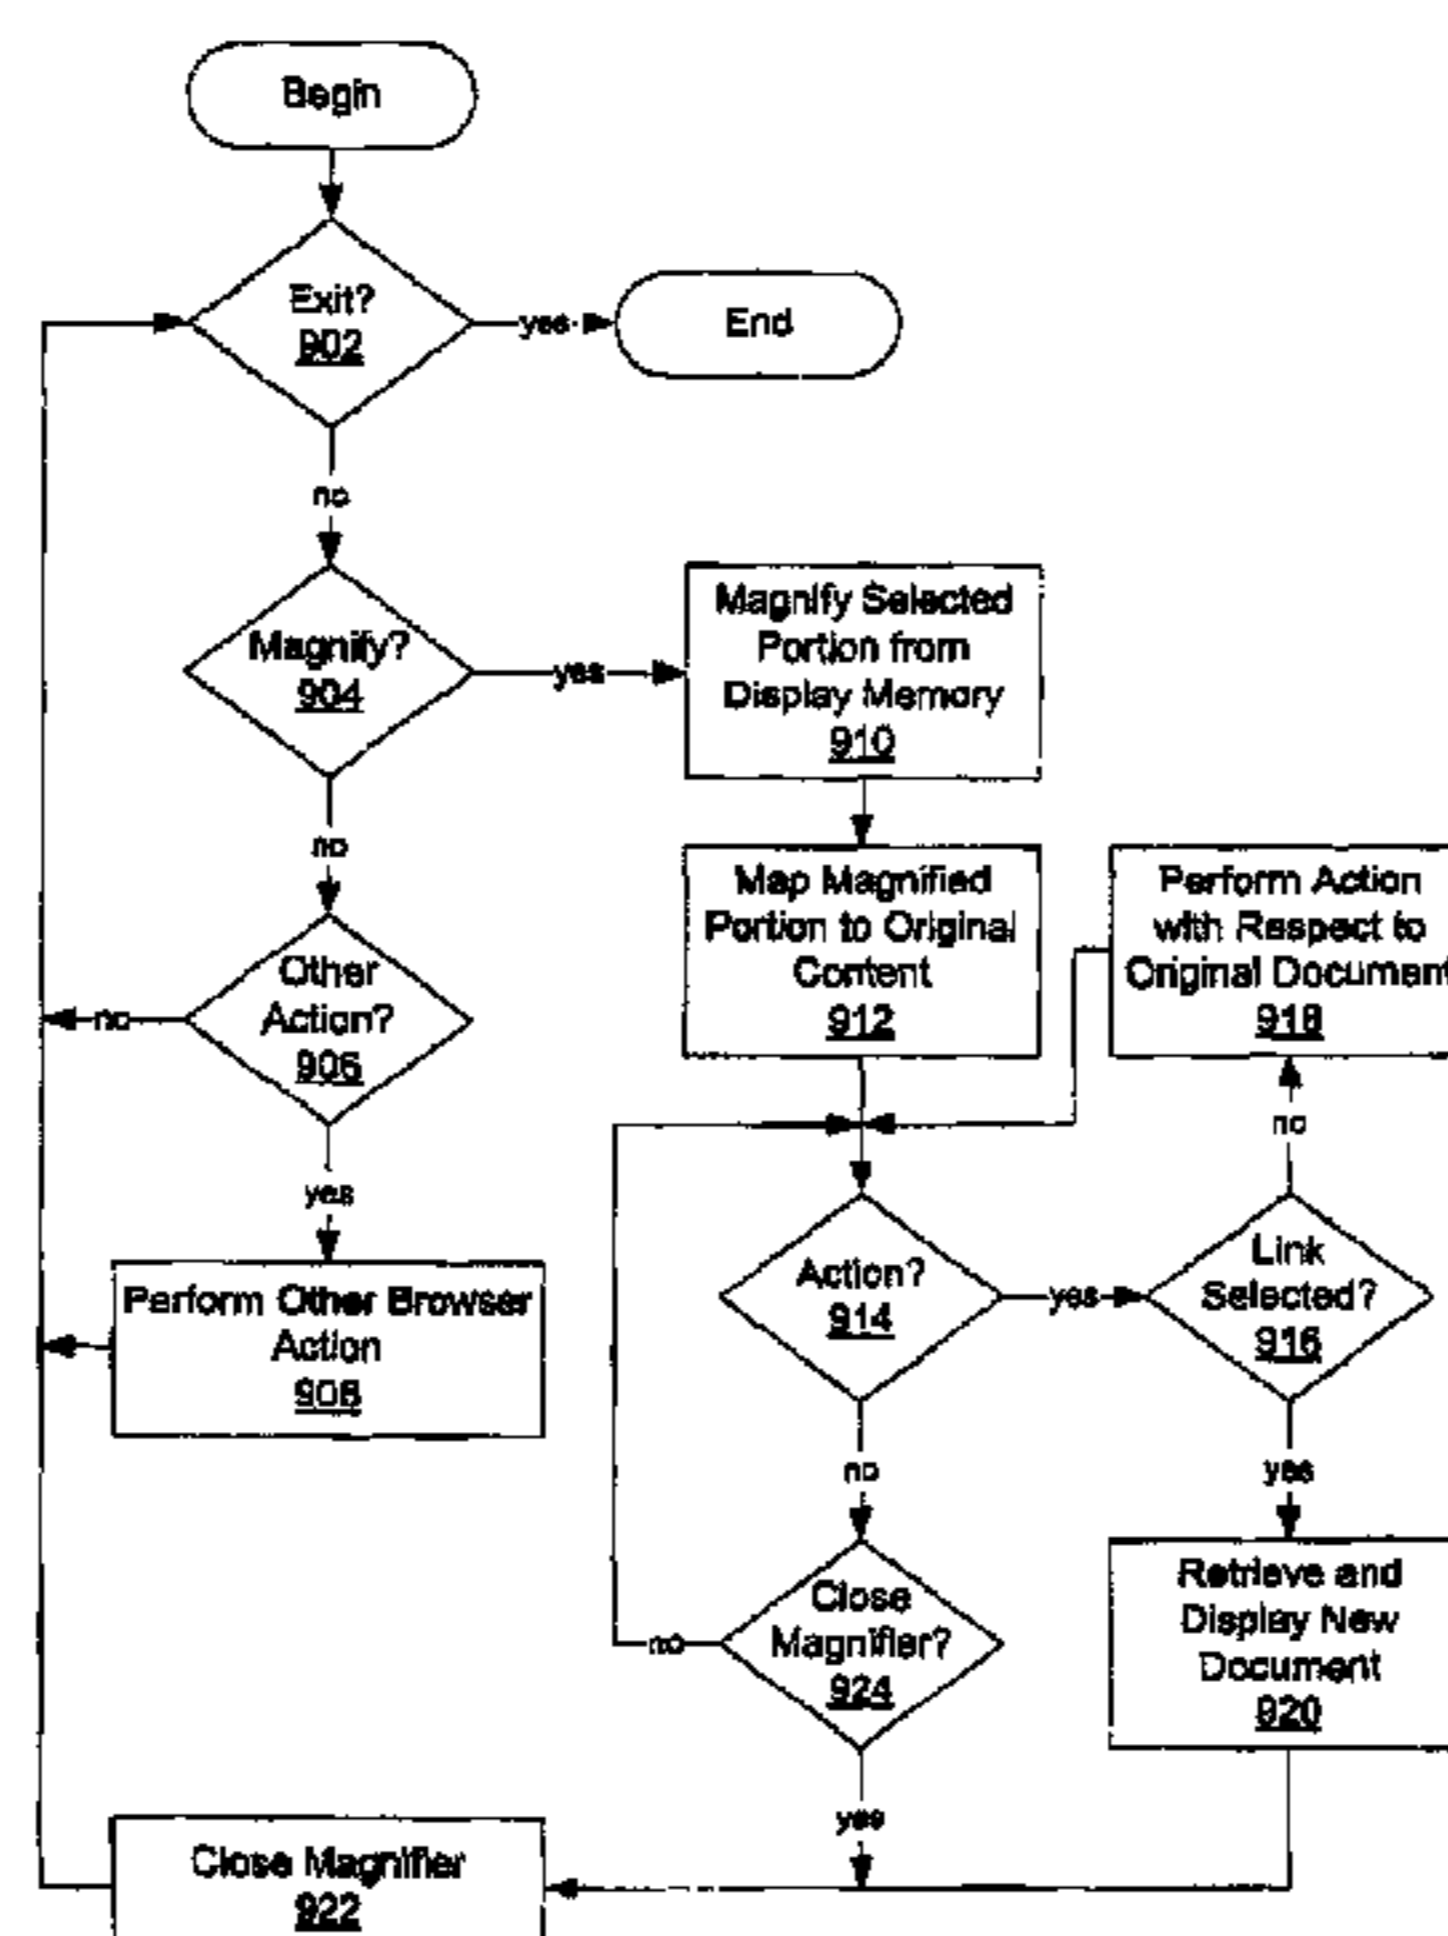 Begin
Exit?
902
yes
End
no
Magnify?
904
yes
Magnify Selected
Portion from
Display Memory
910
no
Map Magnified
Portion to Original
Content
912
Perform Action
with Respect to
Original Document
918
Other
Action?
906
no
yes
no
Perform Other Browser
Action
908
Action?
914
yes
Link
Selected?
916
no
yes
Close
Magnifier?
924
no
Retrieve and
Display New
Document
920
yes
Close Magnifier
922